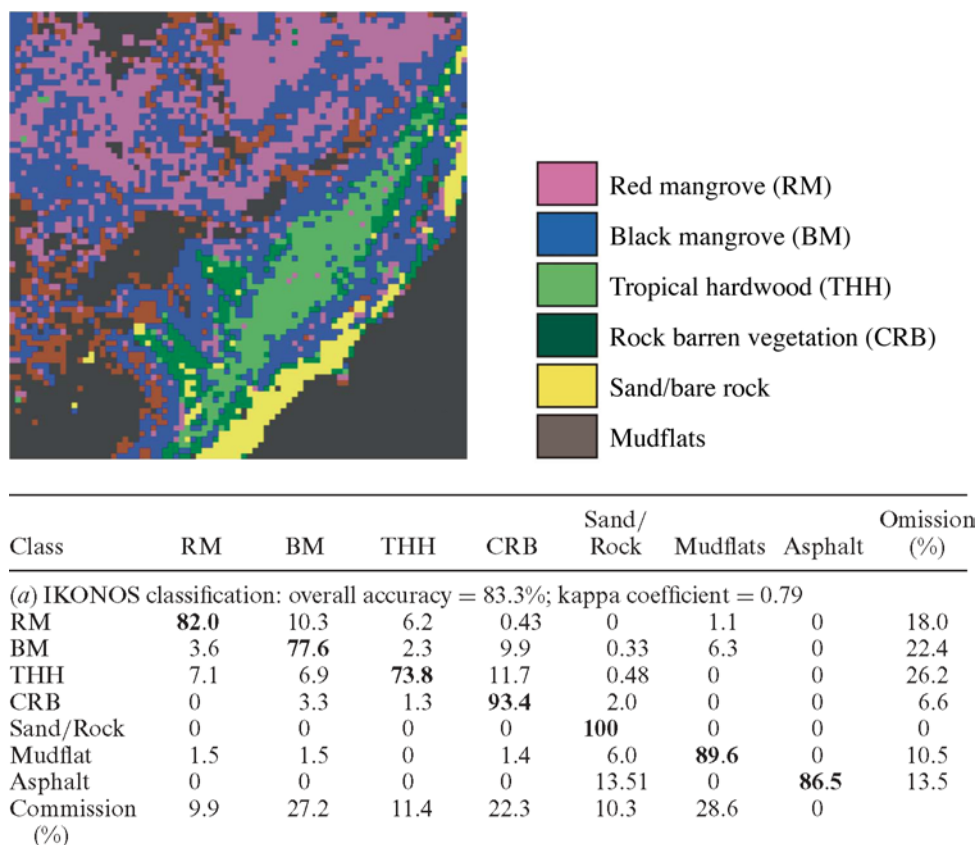 Red mangrove (RM)
Black mangrove (BM)
Tropical hardwood (THH)
Rock barren vegetation (CRB)
Sand/bare rock
Mudflats
Class RM BM THH CRB Sand/Rock Mudflats Asphalt Omission (%)
(a) IKONOS classification: overall accuracy = 83.3%; kappa coefficient = 0.79
RM 82.0 10.3 6.2 0.43 0 1.1 0 18.0
BM 3.6 77.6 2.3 9.9 0.33 6.3 0 22.4
THH 7.1 6.9 73.8 11.7 0.48 0 0 26.2
CRB 0 3.3 1.3 93.4 2.0 0 0 6.6
Sand/Rock 0 0 0 0 100 0 0 0
Mudflat 1.5 1.5 0 1.4 6.0 89.6 0 10.5
Asphalt 0 0 0 0 13.51 0 86.5 13.5
Commission (%) 9.9 27.2 11.4 22.3 10.3 28.6 0